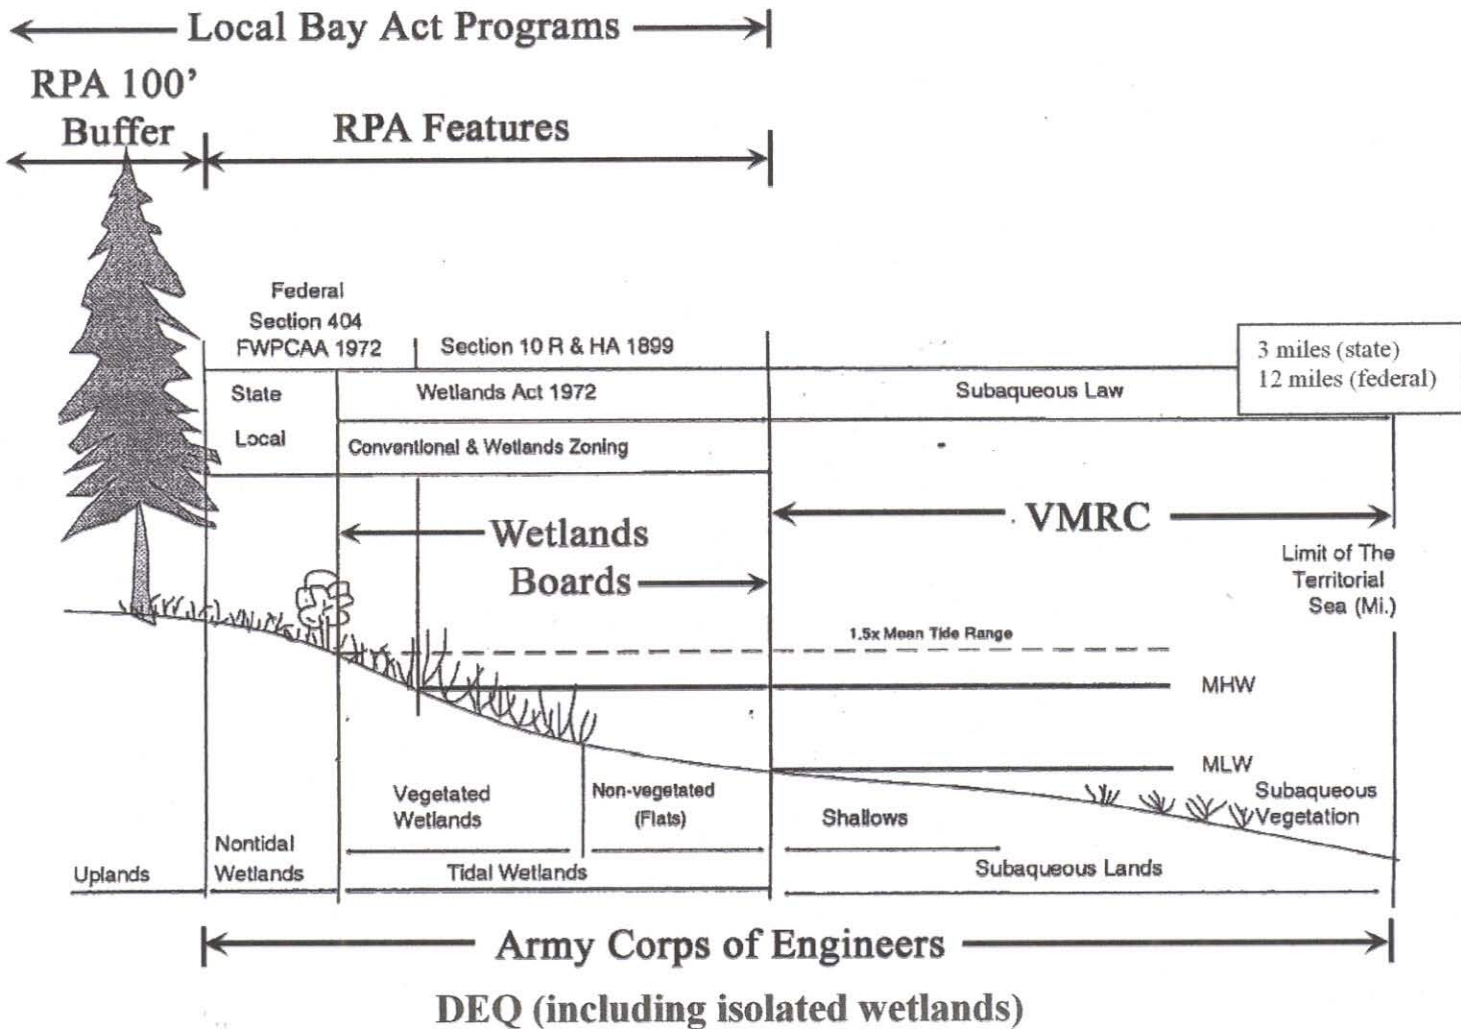 Local Bay Act Programs
RPA 100’
Buffer
RPA Features
Federal
Section 404
FWPCAA 1972
Section 10 R & HA 1899
3 miles (state)
12 miles (federal)
State
Wetlands Act 1972
Subaqueous Law
Local
Conventional & Wetlands Zoning
Wetlands
Boards
VMRC
Limit of The
Territorial
Sea (Mi.)
1.5x Mean Tide Range
MHW
MLW
Vegetated
Wetlands
Non-vegetated
(Flats)
Shallows
Subaqueous
Vegetation
Nontidal
Wetlands
Uplands
Tidal Wetlands
Subaqueous Lands
Army Corps of Engineers
DEQ (including isolated wetlands)